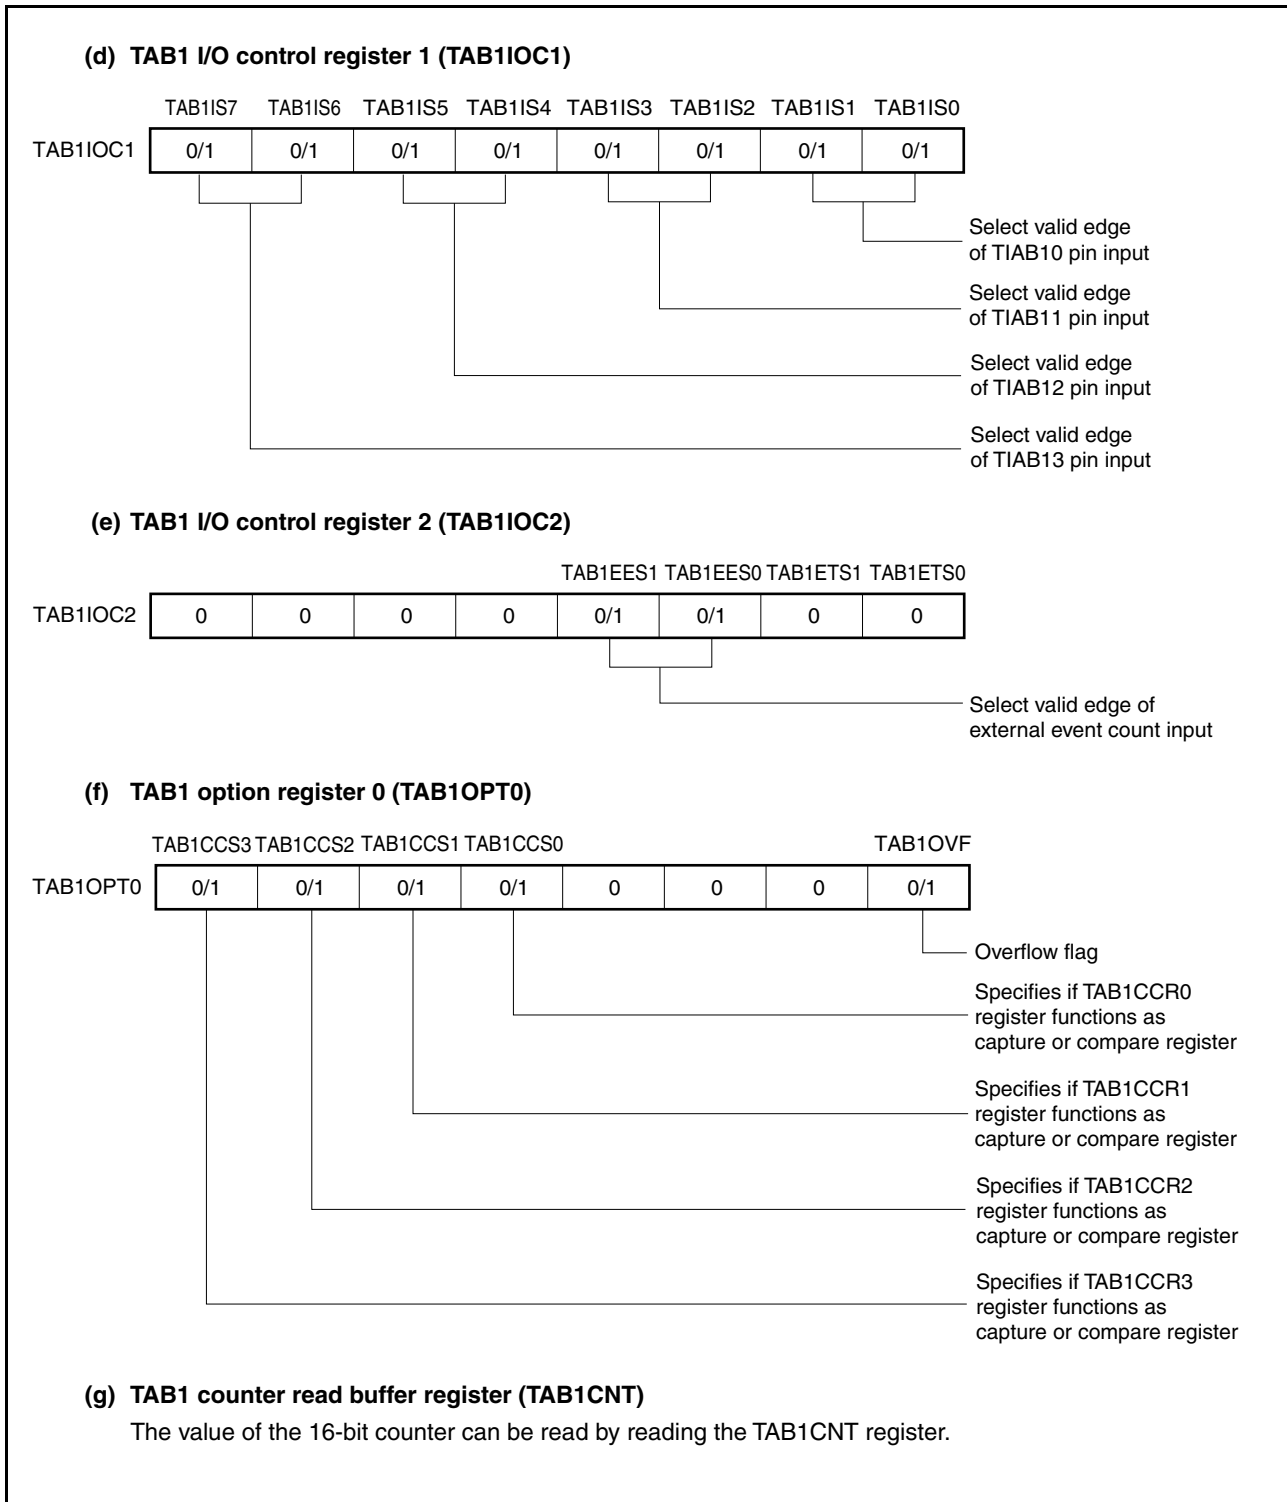 (d) TAB1 I/O control register 1 (TAB1IOC1)
TAB1IS7 TAB1IS6 TAB1IS5 TAB1IS4 TAB1IS3 TAB1IS2 TAB1IS1 TAB1IS0
TAB1IOC1 0/1 0/1 0/1 0/1 0/1 0/1 0/1 0/1
Select valid edge
of TIAB10 pin input
Select valid edge
of TIAB11 pin input
Select valid edge
of TIAB12 pin input
Select valid edge
of TIAB13 pin input
(e) TAB1 I/O control register 2 (TAB1IOC2)
TAB1EES1 TAB1EES0 TAB1ETS1 TAB1ETS0
TAB1IOC2 0 0 0 0 0/1 0/1 0 0
Select valid edge of
external event count input
(f) TAB1 option register 0 (TAB1OPT0)
TAB1CCS3 TAB1CCS2 TAB1CCS1 TAB1CCS0 TAB1OVF
TAB1OPT0 0/1 0/1 0/1 0/1 0 0 0 0/1
Overflow flag
Specifies if TAB1CCR0
register functions as
capture or compare register
Specifies if TAB1CCR1
register functions as
capture or compare register
Specifies if TAB1CCR2
register functions as
capture or compare register
Specifies if TAB1CCR3
register functions as
capture or compare register
(g) TAB1 counter read buffer register (TAB1CNT)
The value of the 16-bit counter can be read by reading the TAB1CNT register.